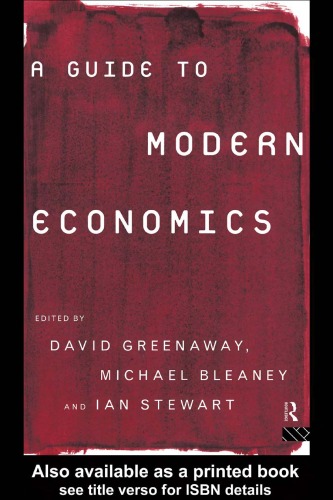 A GUIDE TO
MODERN
ECONOMICS
EDITED BY
DAVID GREENAWAY,
MICHAEL BLEANEY
AND IAN STEWART
Also available as a printed book
see title verso for ISBN details